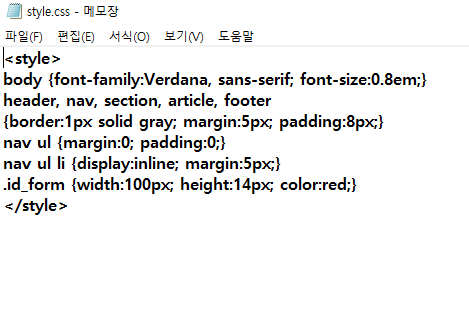 style.css - 메모장
파일(F) 편집(E) 서식(O) 보기(V) 도움말
<style>
body {font-family:Verdana, sans-serif; font-size:0.8em;}
header, nav, section, article, footer
{border:1px solid gray; margin:5px; padding:8px;}
nav ul {margin:0; padding:0;}
nav ul li {display:inline; margin:5px;}
.id_form {width:100px; height:14px; color:red;}
</style>